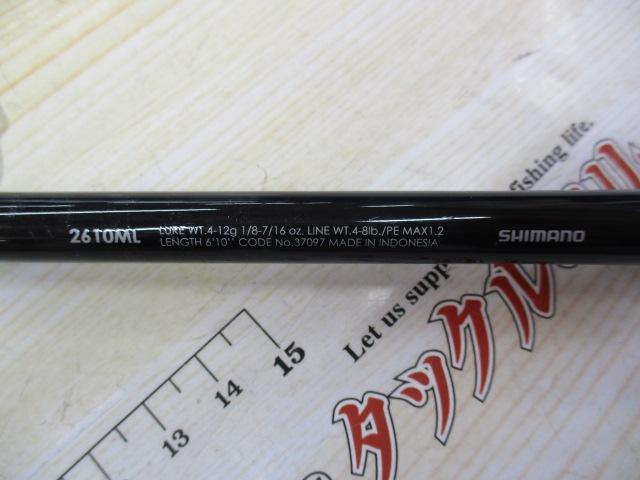 2610ML
LURE WT.4-12g 1/8-7/16 oz. LINE WT.4-8lb./PE MAX1.2
LENGTH 6'10'' CODE No.37097 MADE IN INDONESIA
SHIMANO
fishing life.
Let us supp
タックル
15
14
13